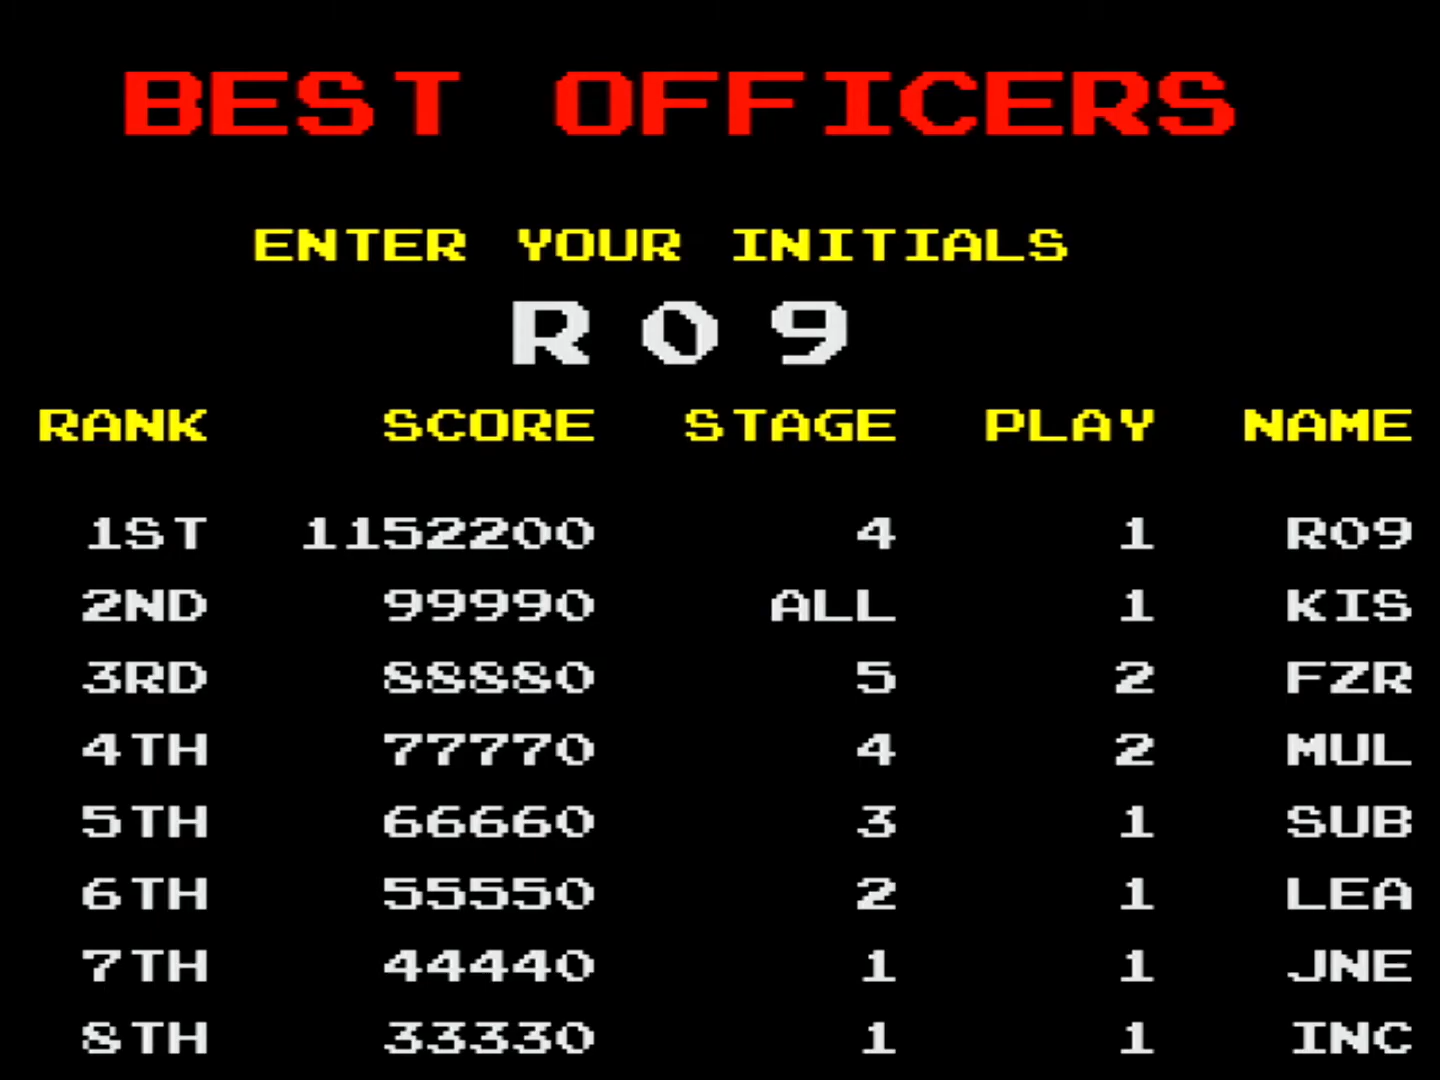 BEST OFFICERS
ENTER YOUR INITIALS
R09
RANK SCORE STAGE PLAY NAME
1ST 1152200 4 1 R09
2ND 99990 ALL 1 KIS
3RD 88880 5 2 FZR
4TH 77770 4 2 MUL
5TH 66660 3 1 SUB
6TH 55550 2 1 LEA
7TH 44440 1 1 JNE
8TH 33330 1 1 INC